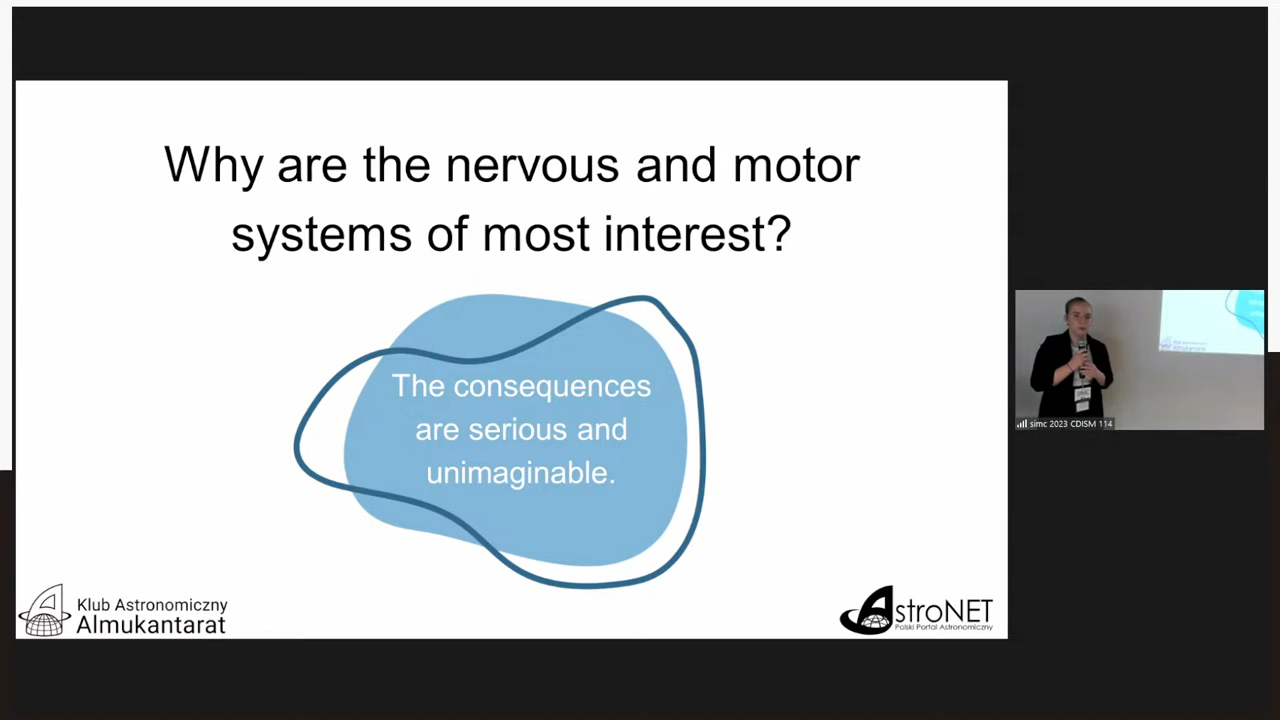 Why are the nervous and motor
systems of most interest?
The consequences
are serious and
unimaginable.
Klub Astronomiczny
Almukantarat
AstroNET
Polski Portal Astronomiczny
simc 2023 CDISM 114